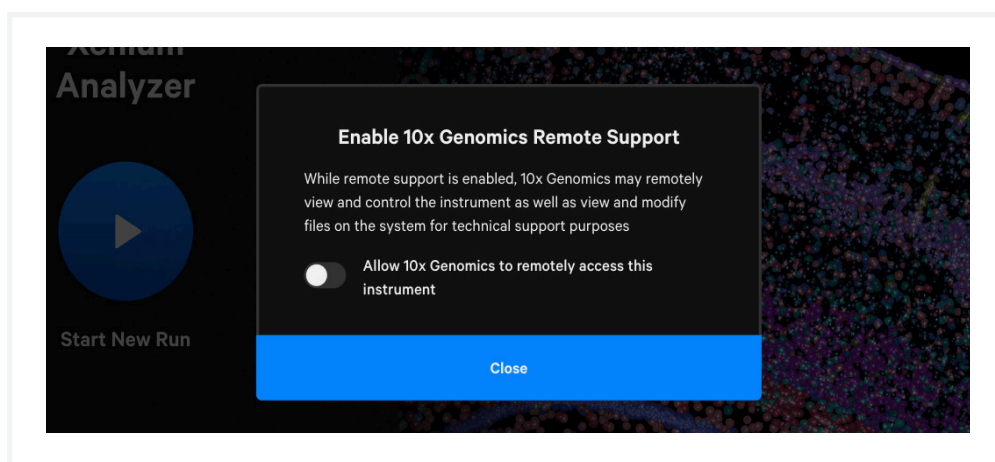 Xenium
Analyzer
Enable 10x Genomics Remote Support
While remote support is enabled, 10x Genomics may remotely
view and control the instrument as well as view and modify
files on the system for technical support purposes
Allow 10x Genomics to remotely access this
instrument
Start New Run
Close